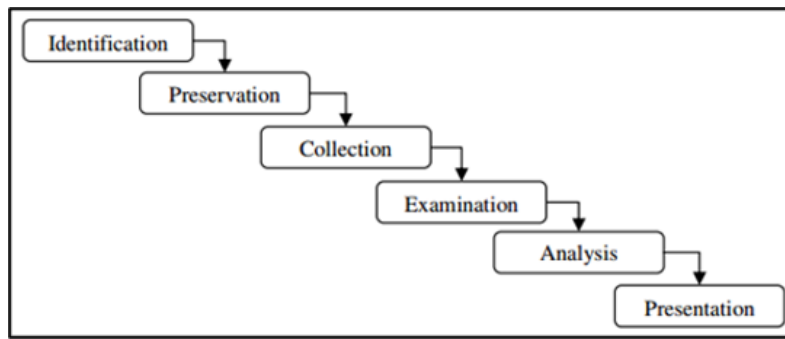 Identification
Preservation
Collection
Examination
Analysis
Presentation